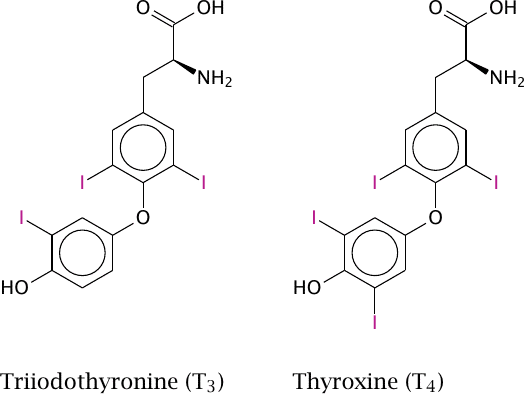 O OH O OH
NH2 NH2
I I I I
I O I O
HO HO
I
Triiodothyronine (T3) Thyroxine (T4)